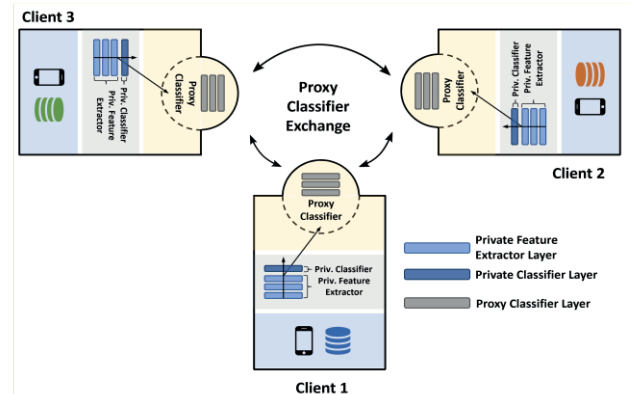 Client 3
Priv. Classifier
Priv. Feature
Extractor
Proxy
Classifier
Proxy
Classifier
Exchange
Proxy
Classifier
Priv. Classifier
Priv. Feature
Extractor
Client 2
Proxy
Classifier
Priv. Classifier
Priv. Feature
Extractor
Client 1
Private Feature
Extractor Layer
Private Classifier Layer
Proxy Classifier Layer